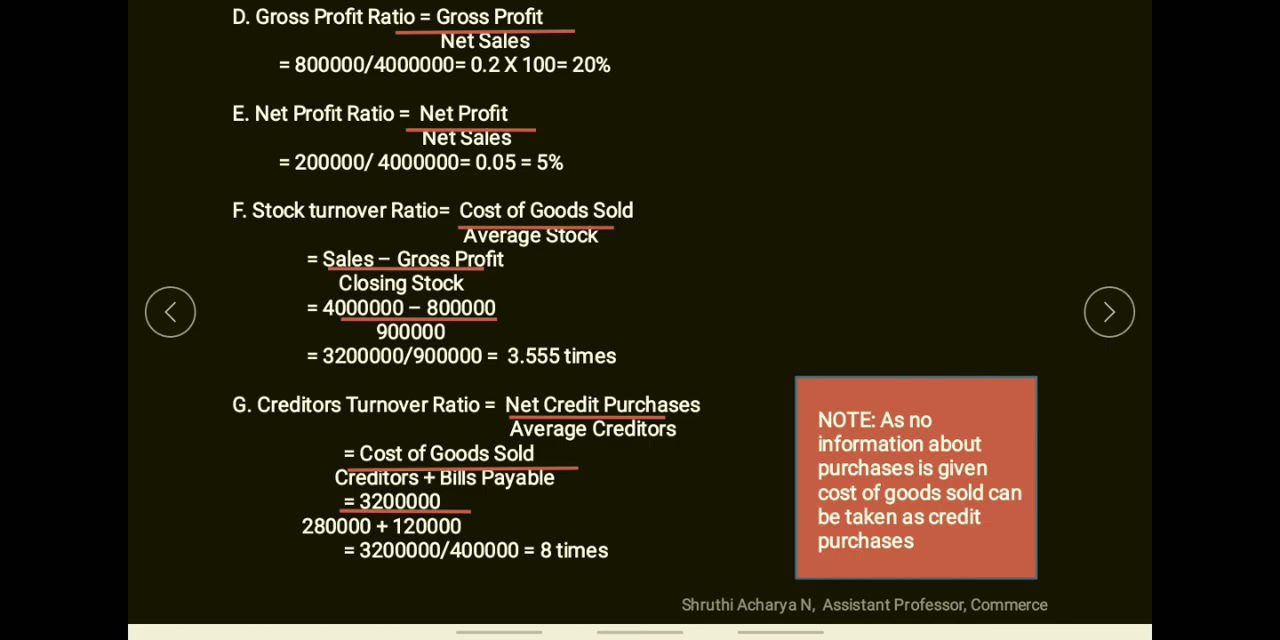 D. Gross Profit Ratio = Gross Profit
Net Sales
= 800000/4000000= 0.2 X 100= 20%
E. Net Profit Ratio = Net Profit
Net Sales
= 200000/ 4000000= 0.05 = 5%
F. Stock turnover Ratio= Cost of Goods Sold
Average Stock
= Sales – Gross Profit
Closing Stock
= 4000000 – 800000
900000
= 3200000/900000 = 3.555 times
G. Creditors Turnover Ratio = Net Credit Purchases
Average Creditors
= Cost of Goods Sold
Creditors + Bills Payable
= 3200000
280000 + 120000
= 3200000/400000 = 8 times
NOTE: As no
information about
purchases is given
cost of goods sold can
be taken as credit
purchases
Shruthi Acharya N, Assistant Professor, Commerce